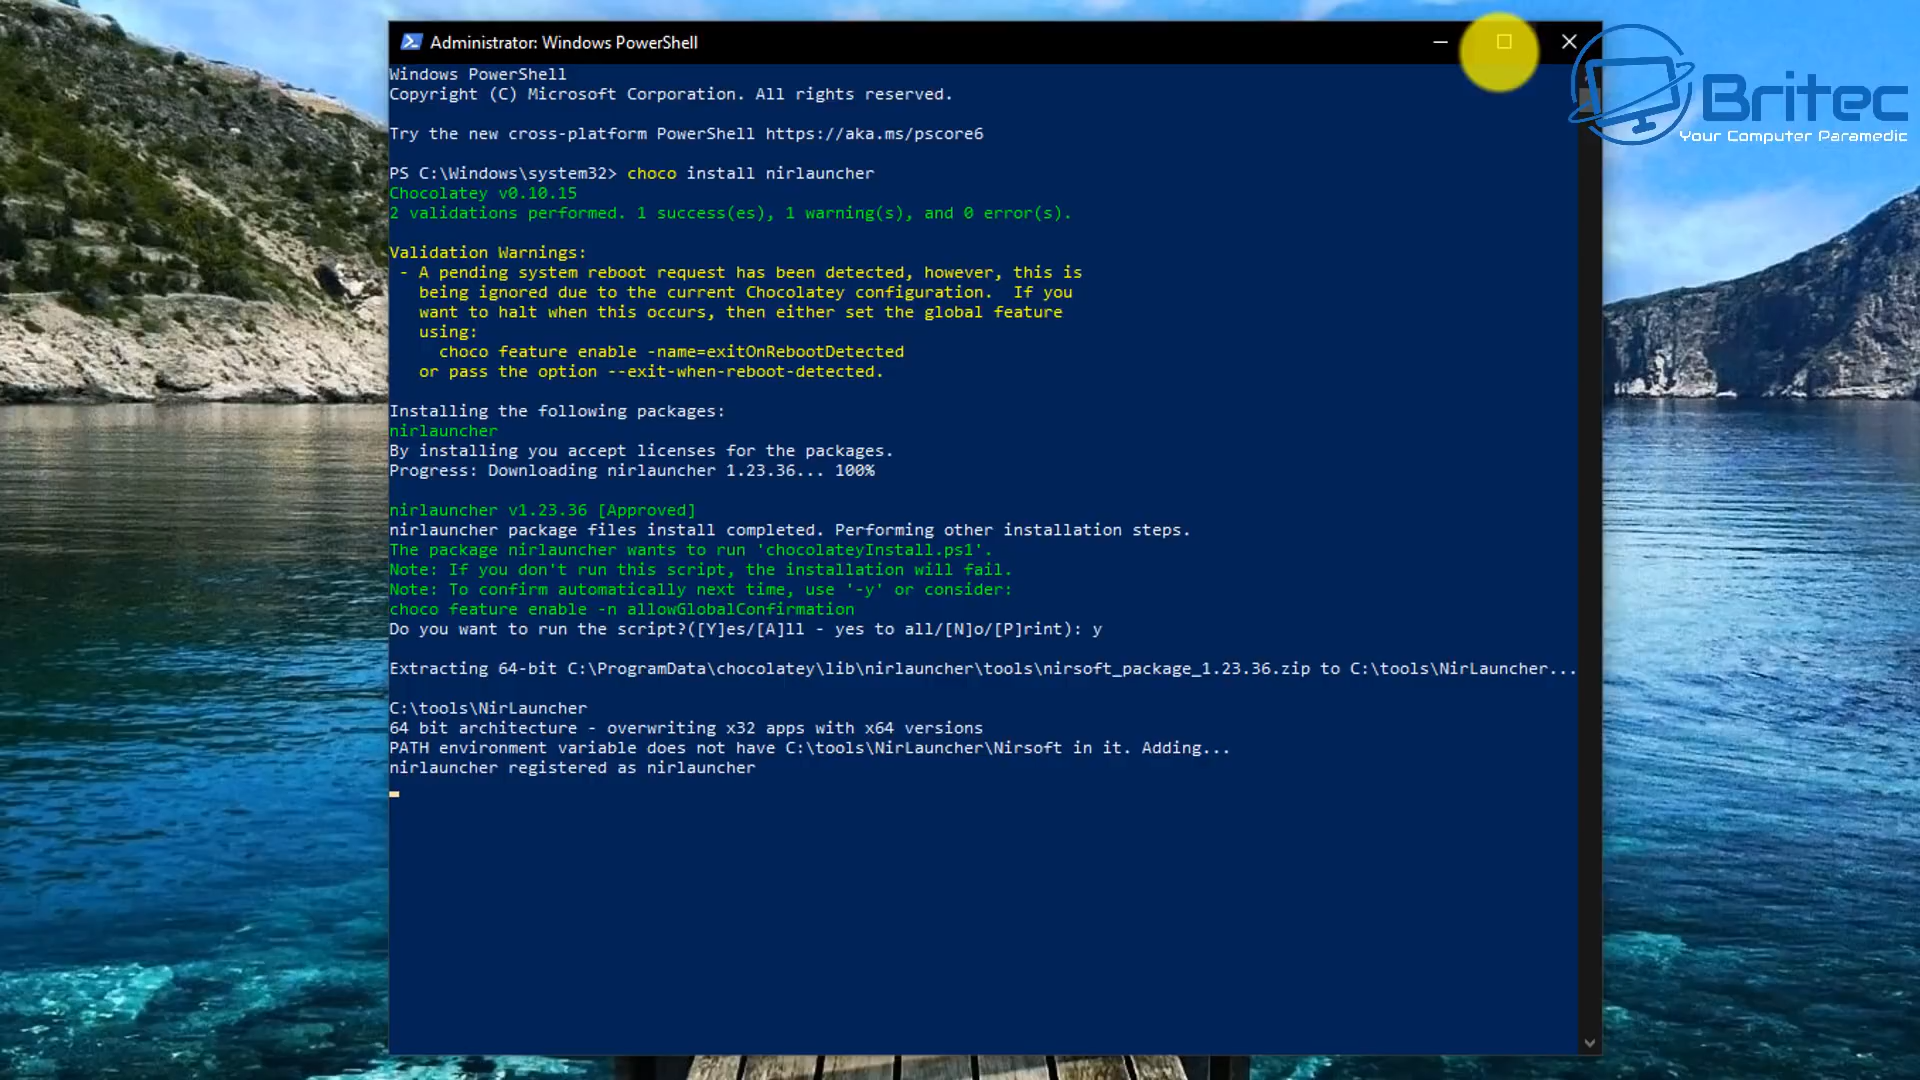 Administrator: Windows PowerShell
Britec
Your Computer Paramedic
Windows PowerShell
Copyright (C) Microsoft Corporation. All rights reserved.
Try the new cross-platform PowerShell https://aka.ms/pscore6
PS C:\Windows\system32> choco install nirlauncher
Chocolatey v0.10.15
2 validations performed. 1 success(es), 1 warning(s), and 0 error(s).
Validation Warnings:
- A pending system reboot request has been detected, however, this is
being ignored due to the current Chocolatey configuration.  If you
want to halt when this occurs, then either set the global feature
using:
choco feature enable -name=exitOnRebootDetected
or pass the option --exit-when-reboot-detected.
Installing the following packages:
nirlauncher
By installing you accept licenses for the packages.
Progress: Downloading nirlauncher 1.23.36... 100%
nirlauncher v1.23.36 [Approved]
nirlauncher package files install completed. Performing other installation steps.
The package nirlauncher wants to run 'chocolateyInstall.ps1'.
Note: If you don't run this script, the installation will fail.
Note: To confirm automatically next time, use '-y' or consider:
choco feature enable -n allowGlobalConfirmation
Do you want to run the script?([Y]es/[A]ll - yes to all/[N]o/[P]rint): y
Extracting 64-bit C:\ProgramData\chocolatey\lib\nirlauncher\tools\nirsoft_package_1.23.36.zip to C:\tools\NirLauncher...
C:\tools\NirLauncher
64 bit architecture - overwriting x32 apps with x64 versions
PATH environment variable does not have C:\tools\NirLauncher\Nirsoft in it. Adding...
nirlauncher registered as nirlauncher